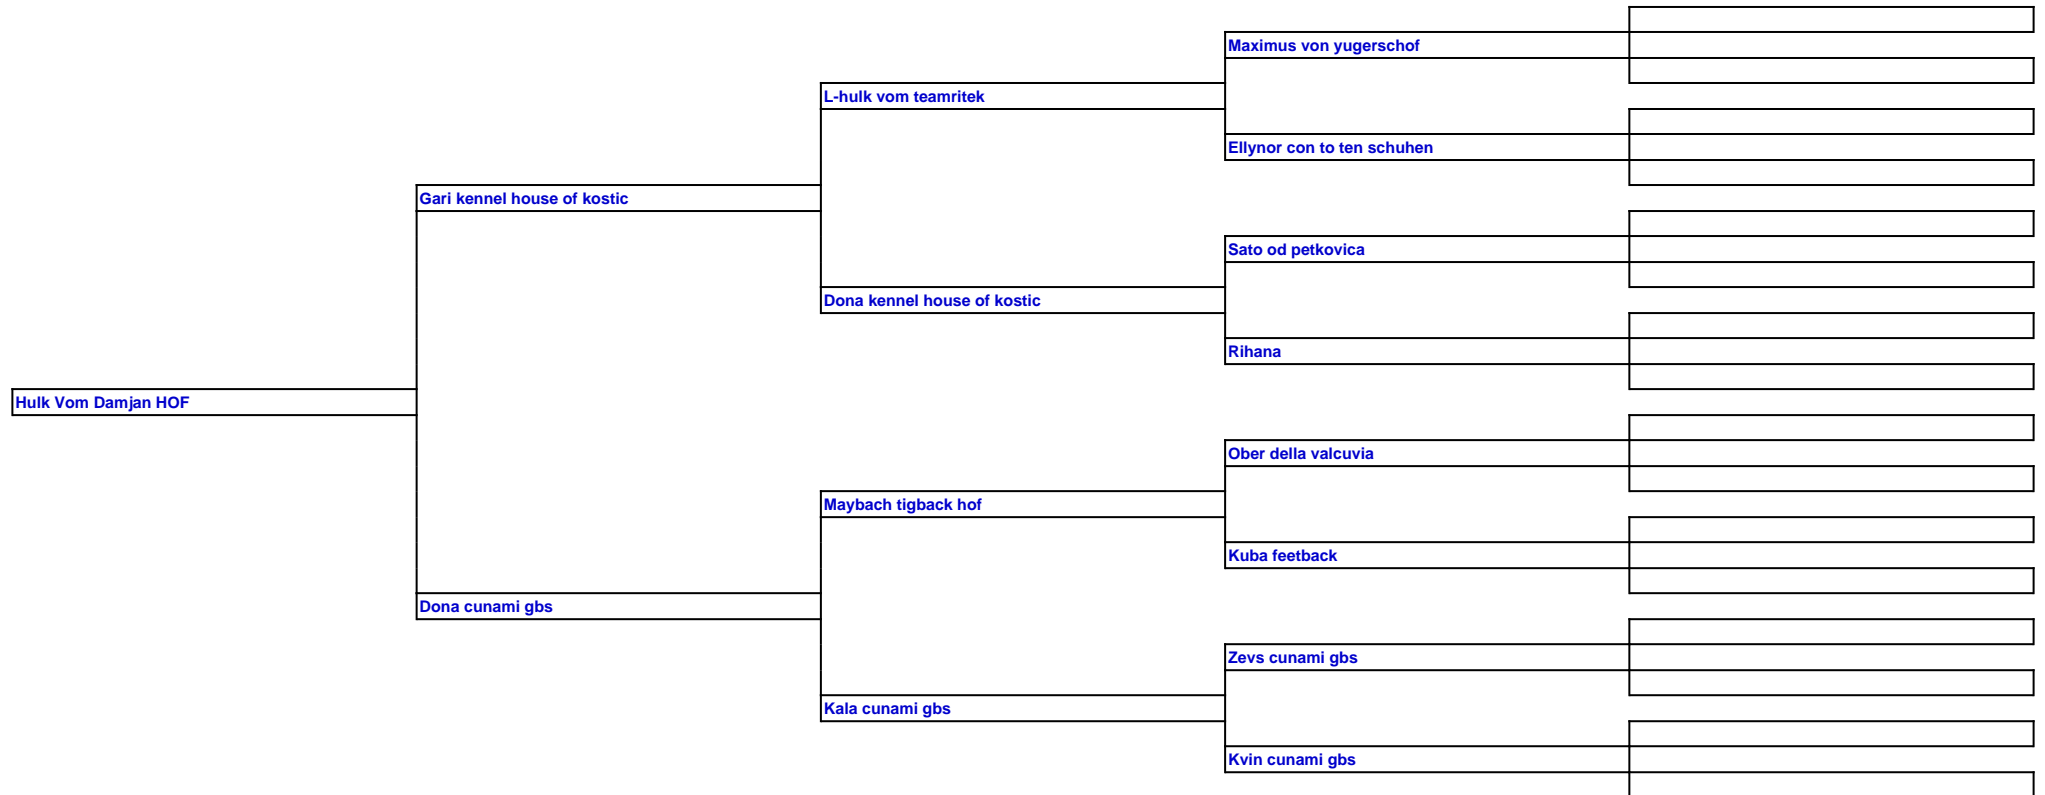 Maximus von yugerschof
L-hulk vom teamritek
Ellynor con to ten schuhen
Gari kennel house of kostic
Sato od petkovica
Dona kennel house of kostic
Rihana
Hulk Vom Damjan HOF
Ober della valcuvia
Maybach tigback hof
Kuba feetback
Dona cunami gbs
Zevs cunami gbs
Kala cunami gbs
Kvin cunami gbs